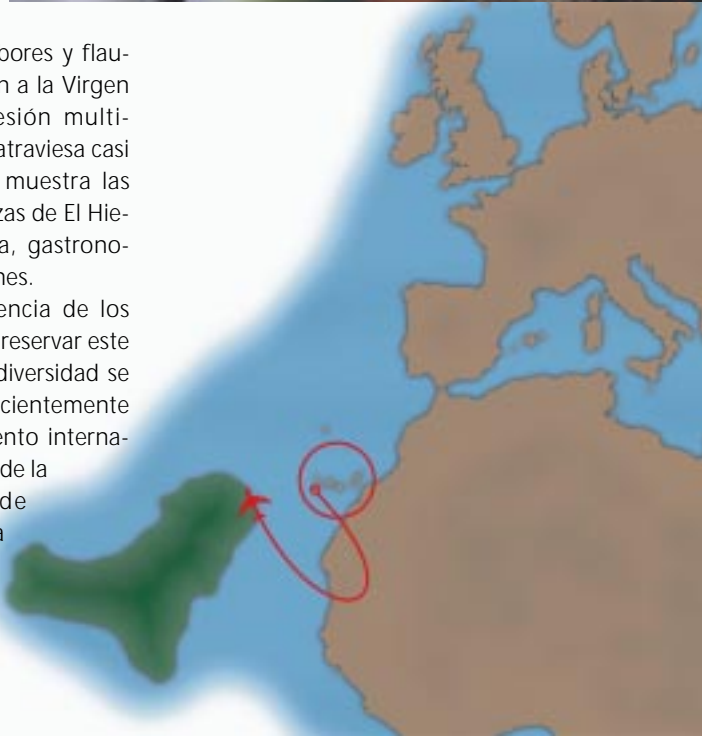 bores y flau-
n a la Virgen
esión multi-
atraviesa casi
muestra las
zas de El Hie-
a, gastrono-
nes.
encia de los
reservar este
diversidad se
cientemente
ento interna-
de la
de
a